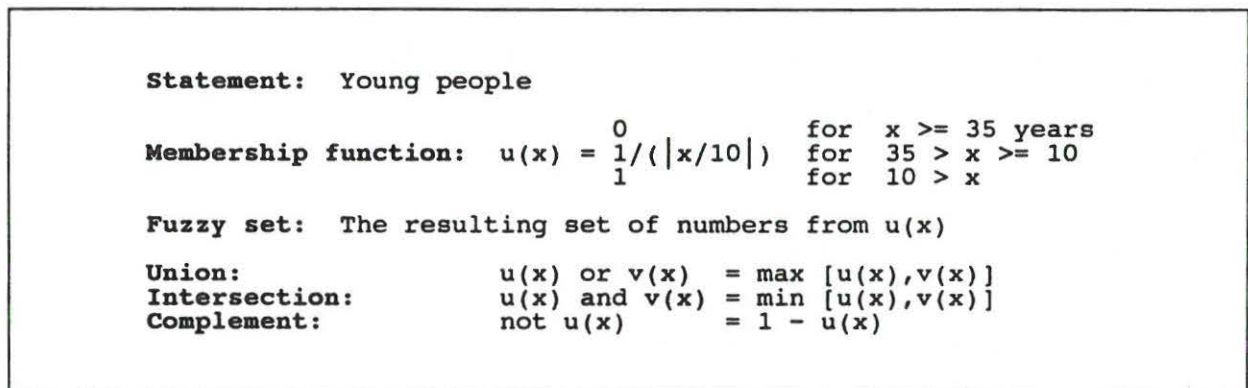 Statement: Young people
0 for x >= 35 years
Membership function: u(x) = 1/(|x/10|) for 35 > x >= 10
1 for 10 > x
Fuzzy set: The resulting set of numbers from u(x)
Union: u(x) or v(x) = max [u(x),v(x)]
Intersection: u(x) and v(x) = min [u(x),v(x)]
Complement: not u(x) = 1 - u(x)